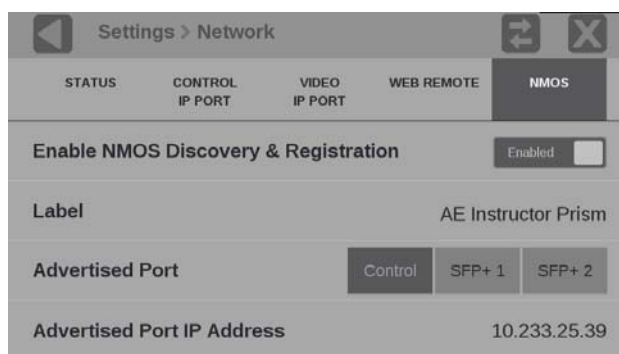 Settings > Network
STATUS
CONTROL
IP PORT
VIDEO
IP PORT
WEB REMOTE
NMOS
Enable NMOS Discovery & Registration
Enabled
Label
AE Instructor Prism
Advertised Port
Control
SFP+ 1
SFP+ 2
Advertised Port IP Address
10.233.25.39